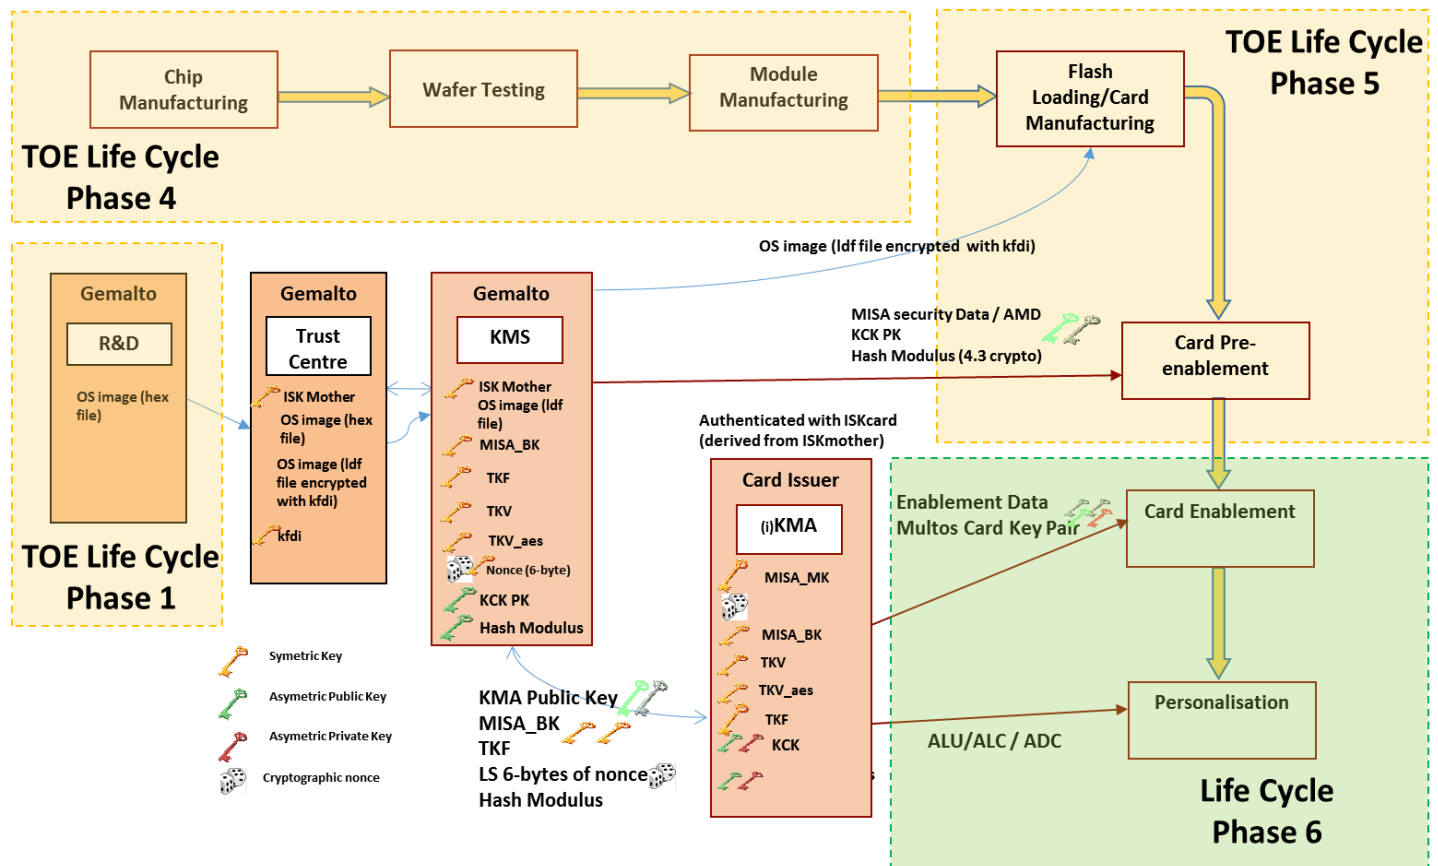 Chip
Manufacturing
Wafer Testing
Module
Manufacturing
TOE Life Cycle
Phase 4
Flash
Loading/Card
Manufacturing
TOE Life Cycle
Phase 5
OS image (ldf file encrypted with kfdi)
MISA security Data / AMD
KCK PK
Hash Modulus (4.3 crypto)
Card Pre-
enablement
Gemalto
R&D
OS image (hex
file)
TOE Life Cycle
Phase 1
Gemalto
Trust
Centre
ISK Mother
OS image (hex
file)
OS image (ldf
file encrypted
with kfdi)
kfdi
Gemalto
KMS
ISK Mother
OS image (ldf
file)
MISA_BK
TKF
TKV
TKV_aes
Nonce (6-byte)
KCK PK
Hash Modulus
Authenticated with ISKcard
(derived from ISKmother)
Card Issuer
(i)KMA
MISA_MK
MISA_BK
TKV
TKV_aes
TKF
KCK
Enablement Data
Multos Card Key Pair
Card Enablement
Personalisation
ALU/ALC / ADC
Life Cycle
Phase 6
Symetric Key
Asymetric Public Key
Asymetric Private Key
Cryptographic nonce
KMA Public Key
MISA_BK
TKF
LS 6-bytes of nonce
Hash Modulus